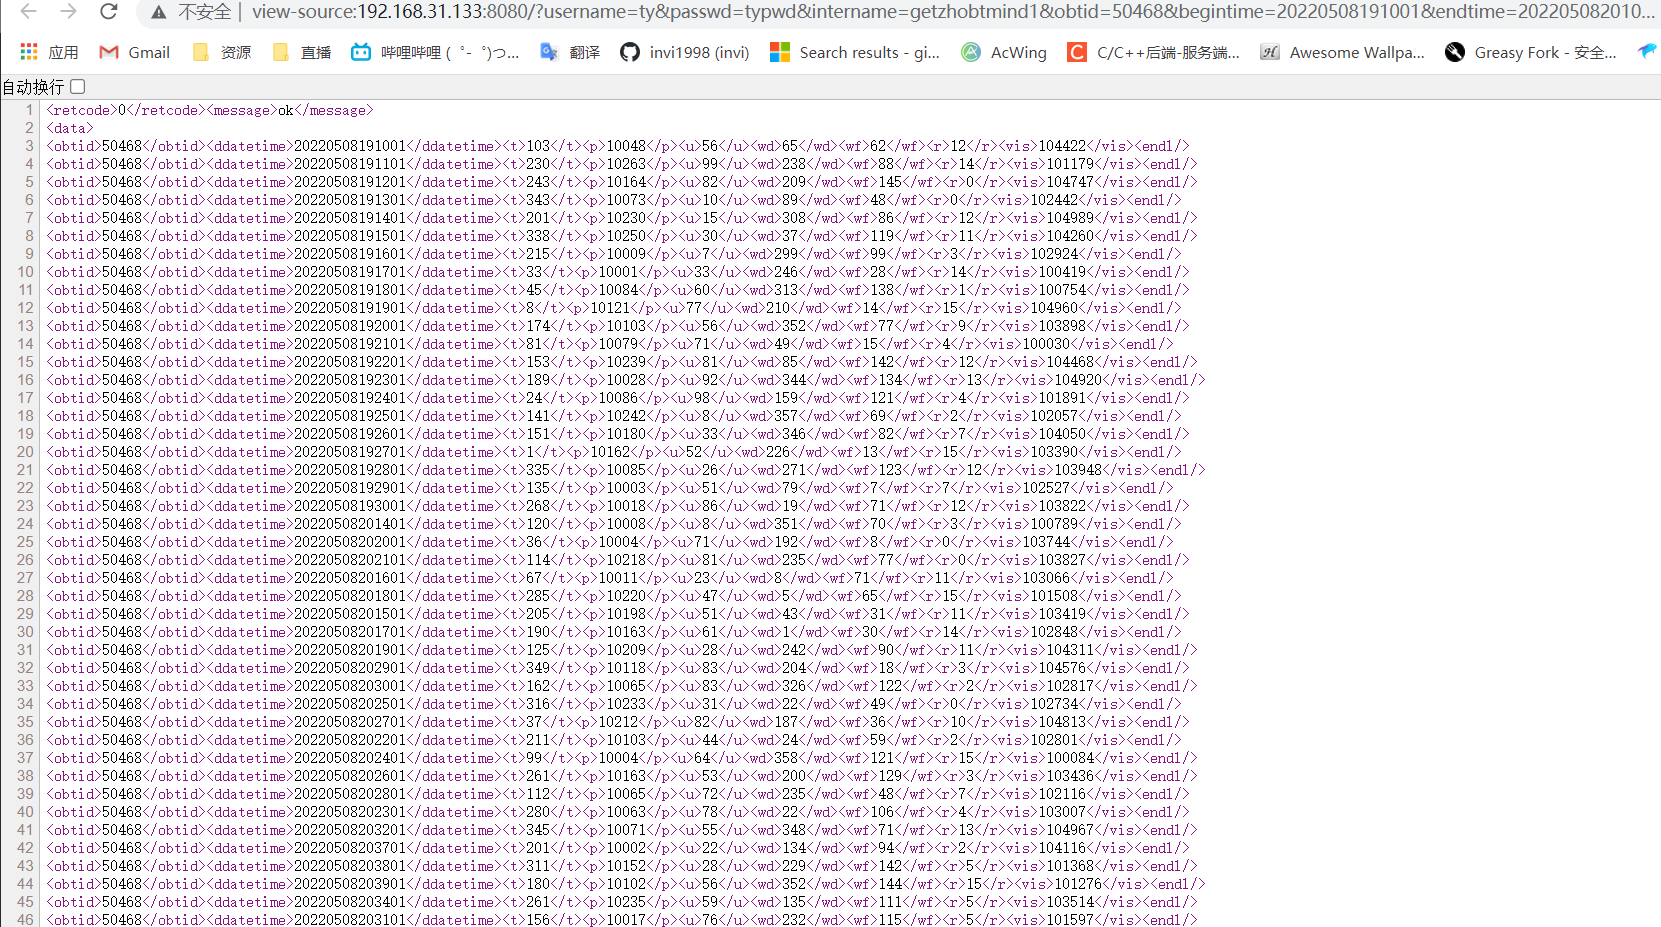 不安全 | view-source:192.168.31.133:8080/?username=ty&passwd=typwd&intername=getzhobtmind1&obtid=50468&begintime=20220508191001&endtime=202205082010...
应用 Gmail 资源 直播 哔哩哔哩 ( ゜- ゜)つ... 翻译 invi1998 (invi) Search results - gi... AcWing C/C++后端-服务端... Awesome Wallpa... Greasy Fork - 安全...
自动换行
1 <retcode>0</retcode><message>ok</message>
2 <data>
3 <obtid>50468</obtid><ddatetime>20220508191001</ddatetime><t>103</t><p>10048</p><u>56</u><wd>65</wd><wf>62</wf><r>12</r><vis>104422</vis><endl/>
4 <obtid>50468</obtid><ddatetime>20220508191101</ddatetime><t>230</t><p>10263</p><u>99</u><wd>238</wd><wf>88</wf><r>14</r><vis>101179</vis><endl/>
5 <obtid>50468</obtid><ddatetime>20220508191201</ddatetime><t>243</t><p>10164</p><u>82</u><wd>209</wd><wf>145</wf><r>0</r><vis>104747</vis><endl/>
6 <obtid>50468</obtid><ddatetime>20220508191301</ddatetime><t>343</t><p>10073</p><u>10</u><wd>89</wd><wf>48</wf><r>0</r><vis>102442</vis><endl/>
7 <obtid>50468</obtid><ddatetime>20220508191401</ddatetime><t>201</t><p>10230</p><u>15</u><wd>308</wd><wf>86</wf><r>12</r><vis>104989</vis><endl/>
8 <obtid>50468</obtid><ddatetime>20220508191501</ddatetime><t>338</t><p>10250</p><u>30</u><wd>37</wd><wf>119</wf><r>11</r><vis>104260</vis><endl/>
9 <obtid>50468</obtid><ddatetime>20220508191601</ddatetime><t>215</t><p>10009</p><u>7</u><wd>299</wd><wf>99</wf><r>3</r><vis>102924</vis><endl/>
10 <obtid>50468</obtid><ddatetime>20220508191701</ddatetime><t>33</t><p>10001</p><u>33</u><wd>246</wd><wf>28</wf><r>14</r><vis>100419</vis><endl/>
11 <obtid>50468</obtid><ddatetime>20220508191801</ddatetime><t>45</t><p>10084</p><u>60</u><wd>313</wd><wf>138</wf><r>1</r><vis>100754</vis><endl/>
12 <obtid>50468</obtid><ddatetime>20220508191901</ddatetime><t>8</t><p>10121</p><u>77</u><wd>210</wd><wf>14</wf><r>15</r><vis>104960</vis><endl/>
13 <obtid>50468</obtid><ddatetime>20220508192001</ddatetime><t>174</t><p>10103</p><u>56</u><wd>352</wd><wf>77</wf><r>9</r><vis>103898</vis><endl/>
14 <obtid>50468</obtid><ddatetime>20220508192101</ddatetime><t>81</t><p>10079</p><u>71</u><wd>49</wd><wf>15</wf><r>4</r><vis>100030</vis><endl/>
15 <obtid>50468</obtid><ddatetime>20220508192201</ddatetime><t>153</t><p>10239</p><u>81</u><wd>85</wd><wf>142</wf><r>12</r><vis>104468</vis><endl/>
16 <obtid>50468</obtid><ddatetime>20220508192301</ddatetime><t>189</t><p>10028</p><u>92</u><wd>344</wd><wf>134</wf><r>13</r><vis>104920</vis><endl/>
17 <obtid>50468</obtid><ddatetime>20220508192401</ddatetime><t>24</t><p>10086</p><u>98</u><wd>159</wd><wf>121</wf><r>4</r><vis>101891</vis><endl/>
18 <obtid>50468</obtid><ddatetime>20220508192501</ddatetime><t>141</t><p>10242</p><u>8</u><wd>357</wd><wf>69</wf><r>2</r><vis>102057</vis><endl/>
19 <obtid>50468</obtid><ddatetime>20220508192601</ddatetime><t>151</t><p>10180</p><u>33</u><wd>346</wd><wf>82</wf><r>7</r><vis>104050</vis><endl/>
20 <obtid>50468</obtid><ddatetime>20220508192701</ddatetime><t>1</t><p>10162</p><u>52</u><wd>226</wd><wf>13</wf><r>15</r><vis>103390</vis><endl/>
21 <obtid>50468</obtid><ddatetime>20220508192801</ddatetime><t>335</t><p>10085</p><u>26</u><wd>271</wd><wf>123</wf><r>12</r><vis>103948</vis><endl/>
22 <obtid>50468</obtid><ddatetime>20220508192901</ddatetime><t>135</t><p>10003</p><u>51</u><wd>79</wd><wf>7</wf><r>7</r><vis>102527</vis><endl/>
23 <obtid>50468</obtid><ddatetime>20220508193001</ddatetime><t>268</t><p>10018</p><u>86</u><wd>19</wd><wf>71</wf><r>12</r><vis>103822</vis><endl/>
24 <obtid>50468</obtid><ddatetime>20220508201401</ddatetime><t>120</t><p>10008</p><u>8</u><wd>351</wd><wf>70</wf><r>3</r><vis>100789</vis><endl/>
25 <obtid>50468</obtid><ddatetime>20220508202001</ddatetime><t>36</t><p>10004</p><u>71</u><wd>192</wd><wf>8</wf><r>0</r><vis>103744</vis><endl/>
26 <obtid>50468</obtid><ddatetime>20220508202101</ddatetime><t>114</t><p>10218</p><u>81</u><wd>235</wd><wf>77</wf><r>0</r><vis>103827</vis><endl/>
27 <obtid>50468</obtid><ddatetime>20220508201601</ddatetime><t>67</t><p>10011</p><u>23</u><wd>8</wd><wf>71</wf><r>11</r><vis>103066</vis><endl/>
28 <obtid>50468</obtid><ddatetime>20220508201801</ddatetime><t>285</t><p>10220</p><u>47</u><wd>5</wd><wf>65</wf><r>15</r><vis>101508</vis><endl/>
29 <obtid>50468</obtid><ddatetime>20220508201501</ddatetime><t>205</t><p>10198</p><u>51</u><wd>43</wd><wf>31</wf><r>11</r><vis>103419</vis><endl/>
30 <obtid>50468</obtid><ddatetime>20220508201701</ddatetime><t>190</t><p>10163</p><u>61</u><wd>1</wd><wf>30</wf><r>14</r><vis>102848</vis><endl/>
31 <obtid>50468</obtid><ddatetime>20220508201901</ddatetime><t>125</t><p>10209</p><u>28</u><wd>242</wd><wf>90</wf><r>11</r><vis>104311</vis><endl/>
32 <obtid>50468</obtid><ddatetime>20220508202901</ddatetime><t>349</t><p>10118</p><u>83</u><wd>204</wd><wf>18</wf><r>3</r><vis>104576</vis><endl/>
33 <obtid>50468</obtid><ddatetime>20220508203001</ddatetime><t>162</t><p>10065</p><u>83</u><wd>326</wd><wf>122</wf><r>2</r><vis>102817</vis><endl/>
34 <obtid>50468</obtid><ddatetime>20220508202501</ddatetime><t>316</t><p>10233</p><u>31</u><wd>22</wd><wf>49</wf><r>0</r><vis>102734</vis><endl/>
35 <obtid>50468</obtid><ddatetime>20220508202701</ddatetime><t>37</t><p>10212</p><u>82</u><wd>187</wd><wf>36</wf><r>10</r><vis>104813</vis><endl/>
36 <obtid>50468</obtid><ddatetime>20220508202201</ddatetime><t>211</t><p>10103</p><u>44</u><wd>24</wd><wf>59</wf><r>2</r><vis>102801</vis><endl/>
37 <obtid>50468</obtid><ddatetime>20220508202401</ddatetime><t>99</t><p>10004</p><u>64</u><wd>358</wd><wf>121</wf><r>15</r><vis>100084</vis><endl/>
38 <obtid>50468</obtid><ddatetime>20220508202601</ddatetime><t>261</t><p>10163</p><u>53</u><wd>200</wd><wf>129</wf><r>3</r><vis>103436</vis><endl/>
39 <obtid>50468</obtid><ddatetime>20220508202801</ddatetime><t>112</t><p>10065</p><u>72</u><wd>235</wd><wf>48</wf><r>7</r><vis>102116</vis><endl/>
40 <obtid>50468</obtid><ddatetime>20220508202301</ddatetime><t>280</t><p>10063</p><u>78</u><wd>22</wd><wf>106</wf><r>4</r><vis>103007</vis><endl/>
41 <obtid>50468</obtid><ddatetime>20220508203201</ddatetime><t>345</t><p>10071</p><u>55</u><wd>348</wd><wf>71</wf><r>13</r><vis>104967</vis><endl/>
42 <obtid>50468</obtid><ddatetime>20220508203701</ddatetime><t>201</t><p>10002</p><u>22</u><wd>134</wd><wf>94</wf><r>2</r><vis>104116</vis><endl/>
43 <obtid>50468</obtid><ddatetime>20220508203801</ddatetime><t>311</t><p>10152</p><u>28</u><wd>229</wd><wf>142</wf><r>5</r><vis>101368</vis><endl/>
44 <obtid>50468</obtid><ddatetime>20220508203901</ddatetime><t>180</t><p>10102</p><u>56</u><wd>352</wd><wf>144</wf><r>15</r><vis>101276</vis><endl/>
45 <obtid>50468</obtid><ddatetime>20220508203401</ddatetime><t>261</t><p>10235</p><u>59</u><wd>135</wd><wf>111</wf><r>5</r><vis>103514</vis><endl/>
46 <obtid>50468</obtid><ddatetime>20220508203101</ddatetime><t>156</t><p>10017</p><u>76</u><wd>232</wd><wf>115</wf><r>5</r><vis>101597</vis><endl/>